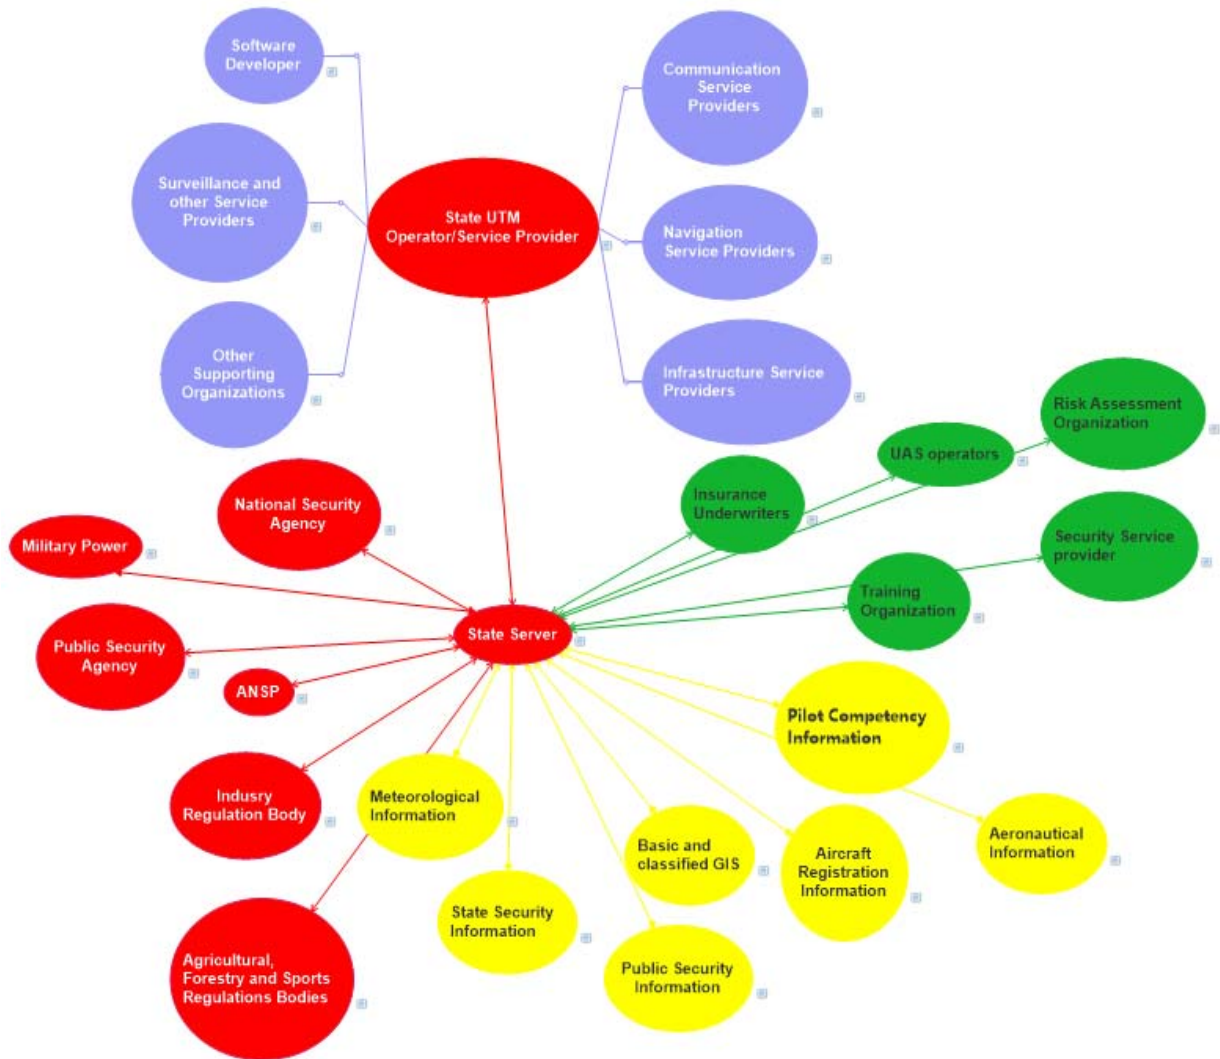 Software
Developer
Communication
Service
Providers
Surveillance and
other Service
Providers
State UTM
Operator/Service Provider
Navigation
Service Providers
Other
Supporting
Organizations
Infrastructure Service
Providers
Risk Assessment
Organization
UAS operators
National Security
Agency
Insurance
Underwriters
Military Power
Security Service
provider
Training
Organization
Public Security
Agency
State Server
ANSP
Pilot Competency
Information
Indusry
Regulation Body
Meteorological
Information
Basic and
classified GIS
Aircraft
Registration
Information
Aeronautical
Information
State Security
Information
Agricultural,
Forestry and Sports
Regulations Bodies
Public Security
Information